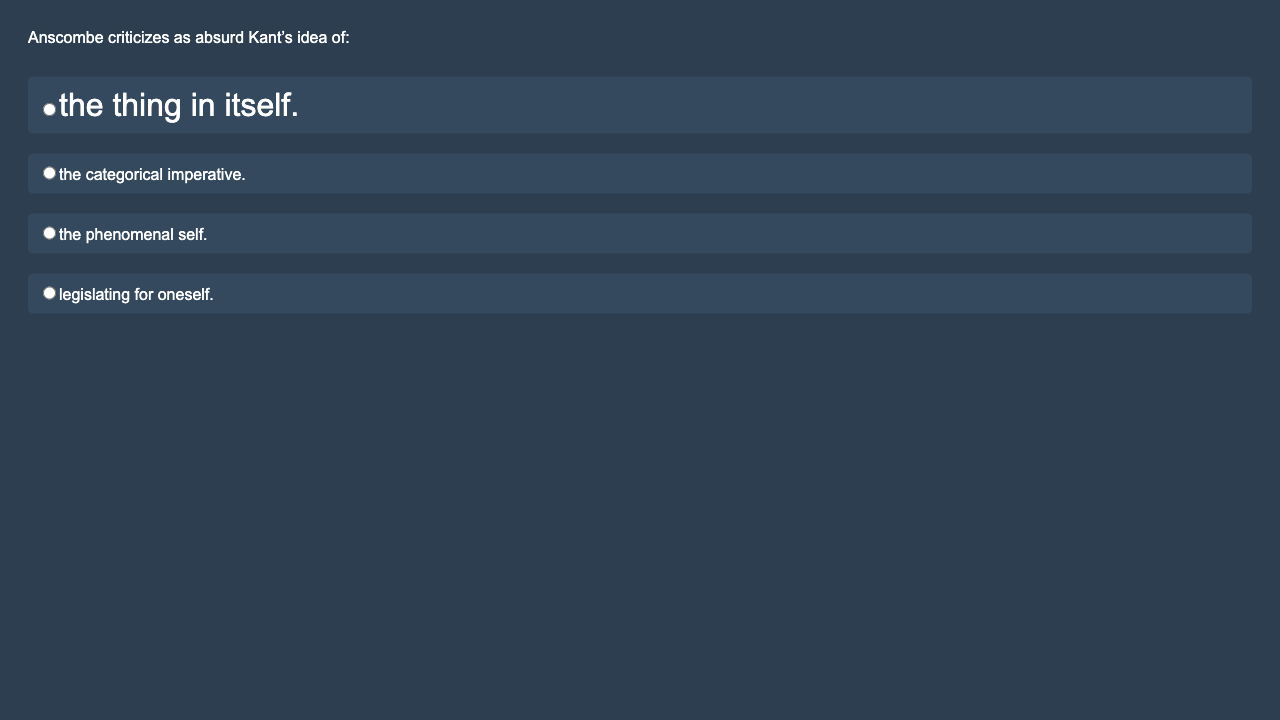 Anscombe criticizes as absurd Kant’s idea of:
the thing in itself.
the categorical imperative.
the phenomenal self.
legislating for oneself.